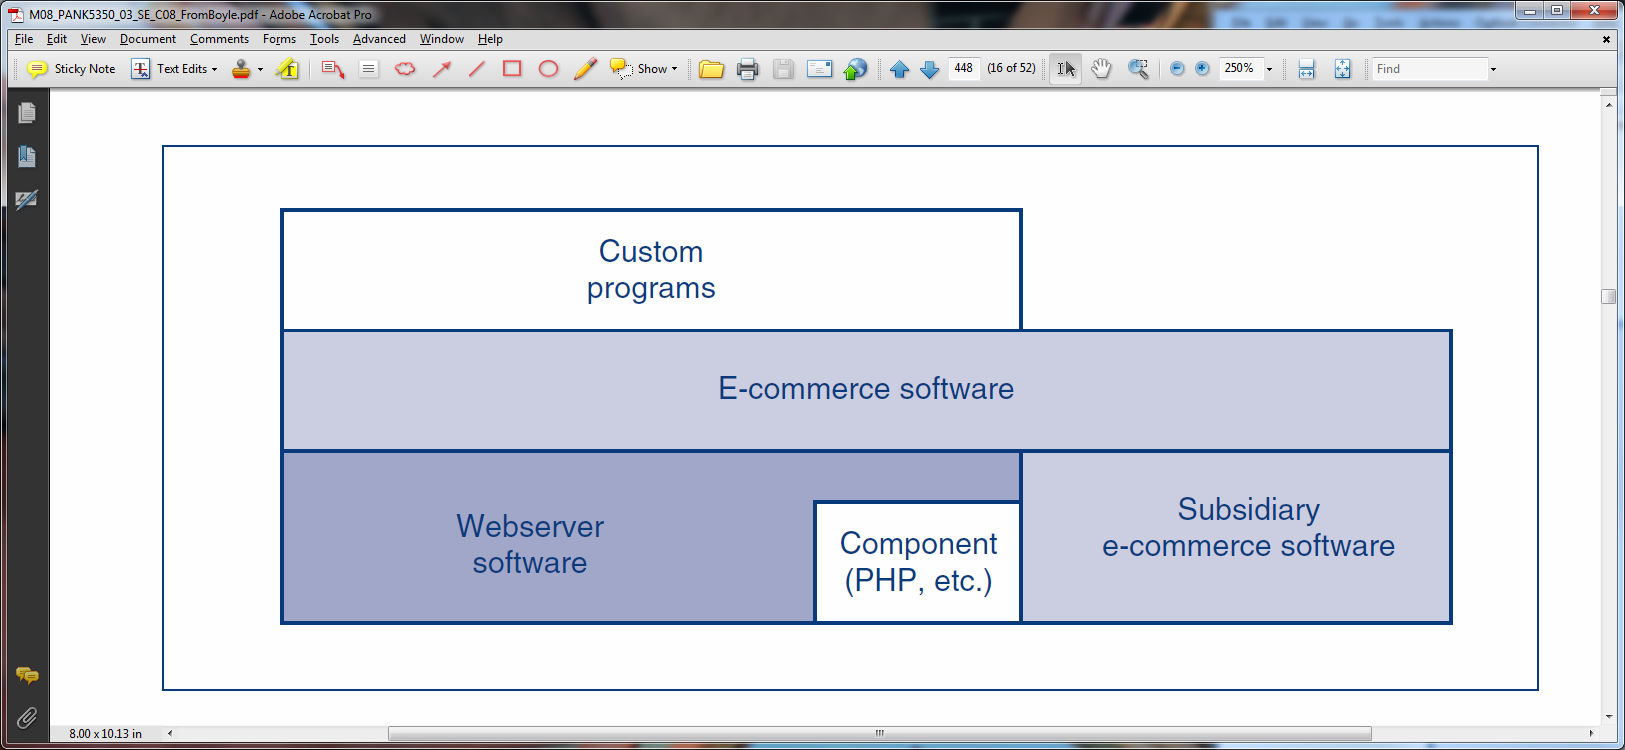 M08_PANK5350_03_SE_C08_FromBoyle.pdf - Adobe Acrobat Pro
File Edit View Document Comments Forms Tools Advanced Window Help
Sticky Note Text Edits Show 448 (16 of 52) 250% Find
Custom
programs
E-commerce software
Webserver
software
Component
(PHP, etc.)
Subsidiary
e-commerce software
8.00 x 10.13 in